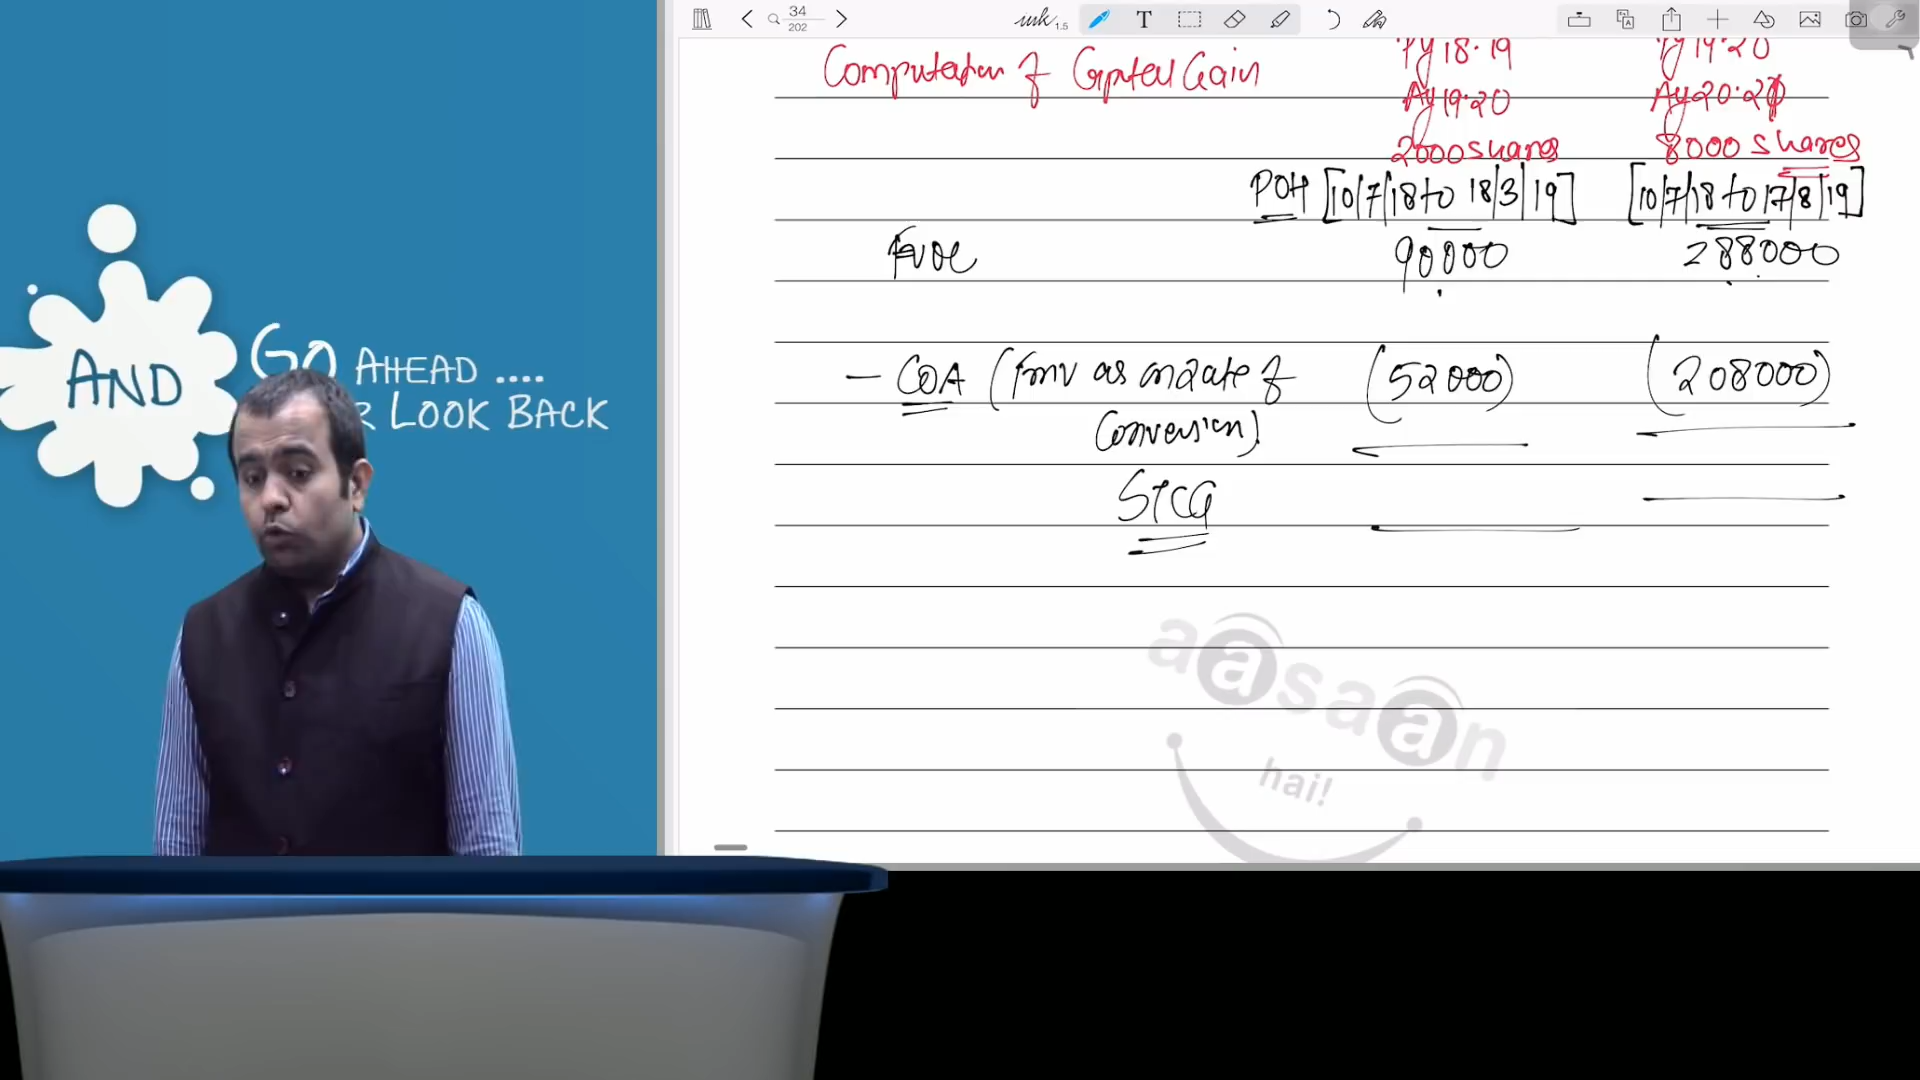 34
202
ink 1.5
T
Computation of Capital Gain
PY 18.19
PY 19.20
AY 19.20
AY 20.21
2000 shares
8000 shares
POH [10/7/18 to 18/3/19]
[10/7/18 to 17/8/19]
FVOC
90000
288000
- COA (FMV as on date of Conversion)
(52000)
(208000)
STCG
AND
GO AHEAD ....
R LOOK BACK
aasaan
hai!